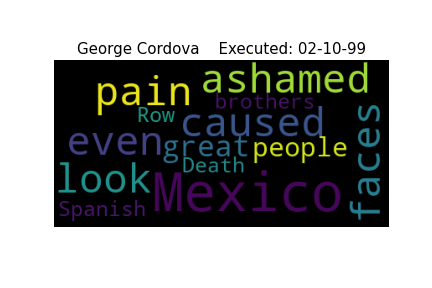 George Cordova    Executed: 02-10-99
ashamed
pain
brothers
Row
caused
even
great
people
faces
Death
look
Mexico
Spanish